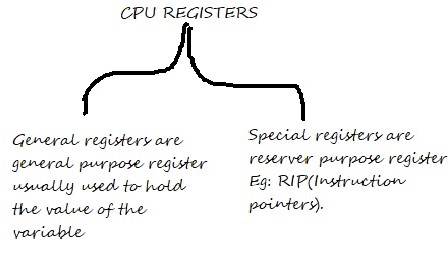 CPU REGISTERS
General registers are
general purpose register
usually used to hold
the value of the
variable
Special registers are
reserver purpose register
Eg: RIP(Instruction
pointers).